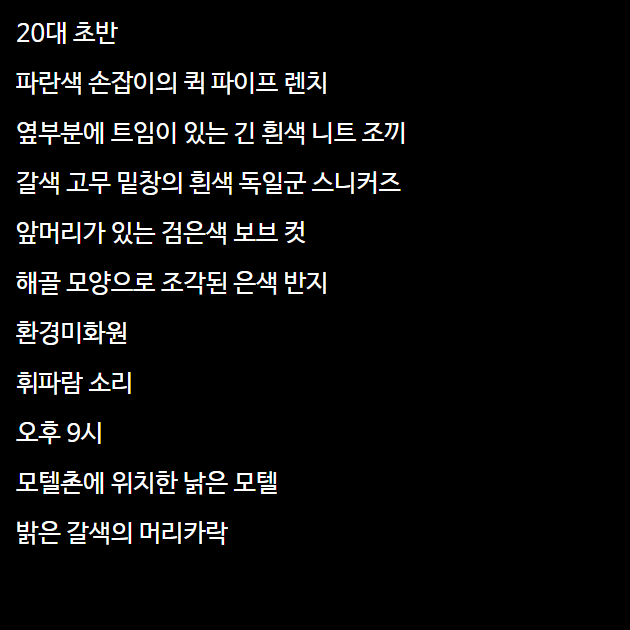 20대 초반
파란색 손잡이의 퀵 파이프 렌치
옆부분에 트임이 있는 긴 흰색 니트 조끼
갈색 고무 밑창의 흰색 독일군 스니커즈
앞머리가 있는 검은색 보브 컷
해골 모양으로 조각된 은색 반지
환경미화원
휘파람 소리
오후 9시
모텔촌에 위치한 낡은 모텔
밝은 갈색의 머리카락